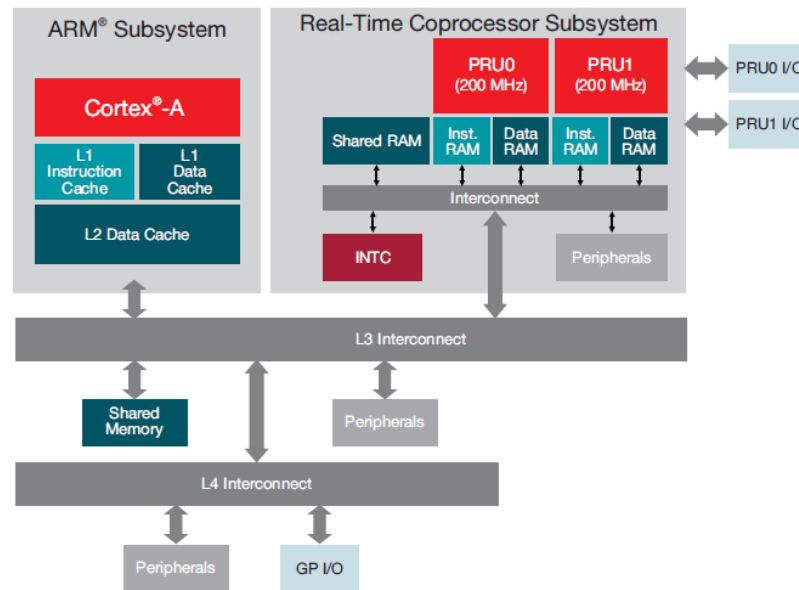 ARM® Subsystem
Real-Time Coprocessor Subsystem
Cortex®-A
L1
Instruction
Cache
L1
Data
Cache
L2 Data Cache
PRU0
(200 MHz)
PRU1
(200 MHz)
Shared RAM
Inst.
RAM
Data
RAM
Inst.
RAM
Data
RAM
Interconnect
INTC
Peripherals
PRU0 I/O
PRU1 I/O
L3 Interconnect
Shared
Memory
Peripherals
L4 Interconnect
Peripherals
GP I/O